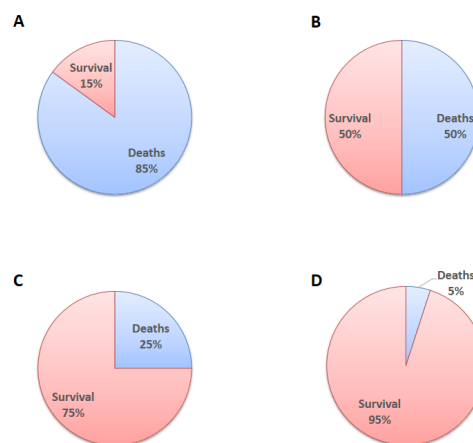 A
Survival
15%
Deaths
85%
B
Survival
50%
Deaths
50%
C
Deaths
25%
Survival
75%
D
Deaths
5%
Survival
95%